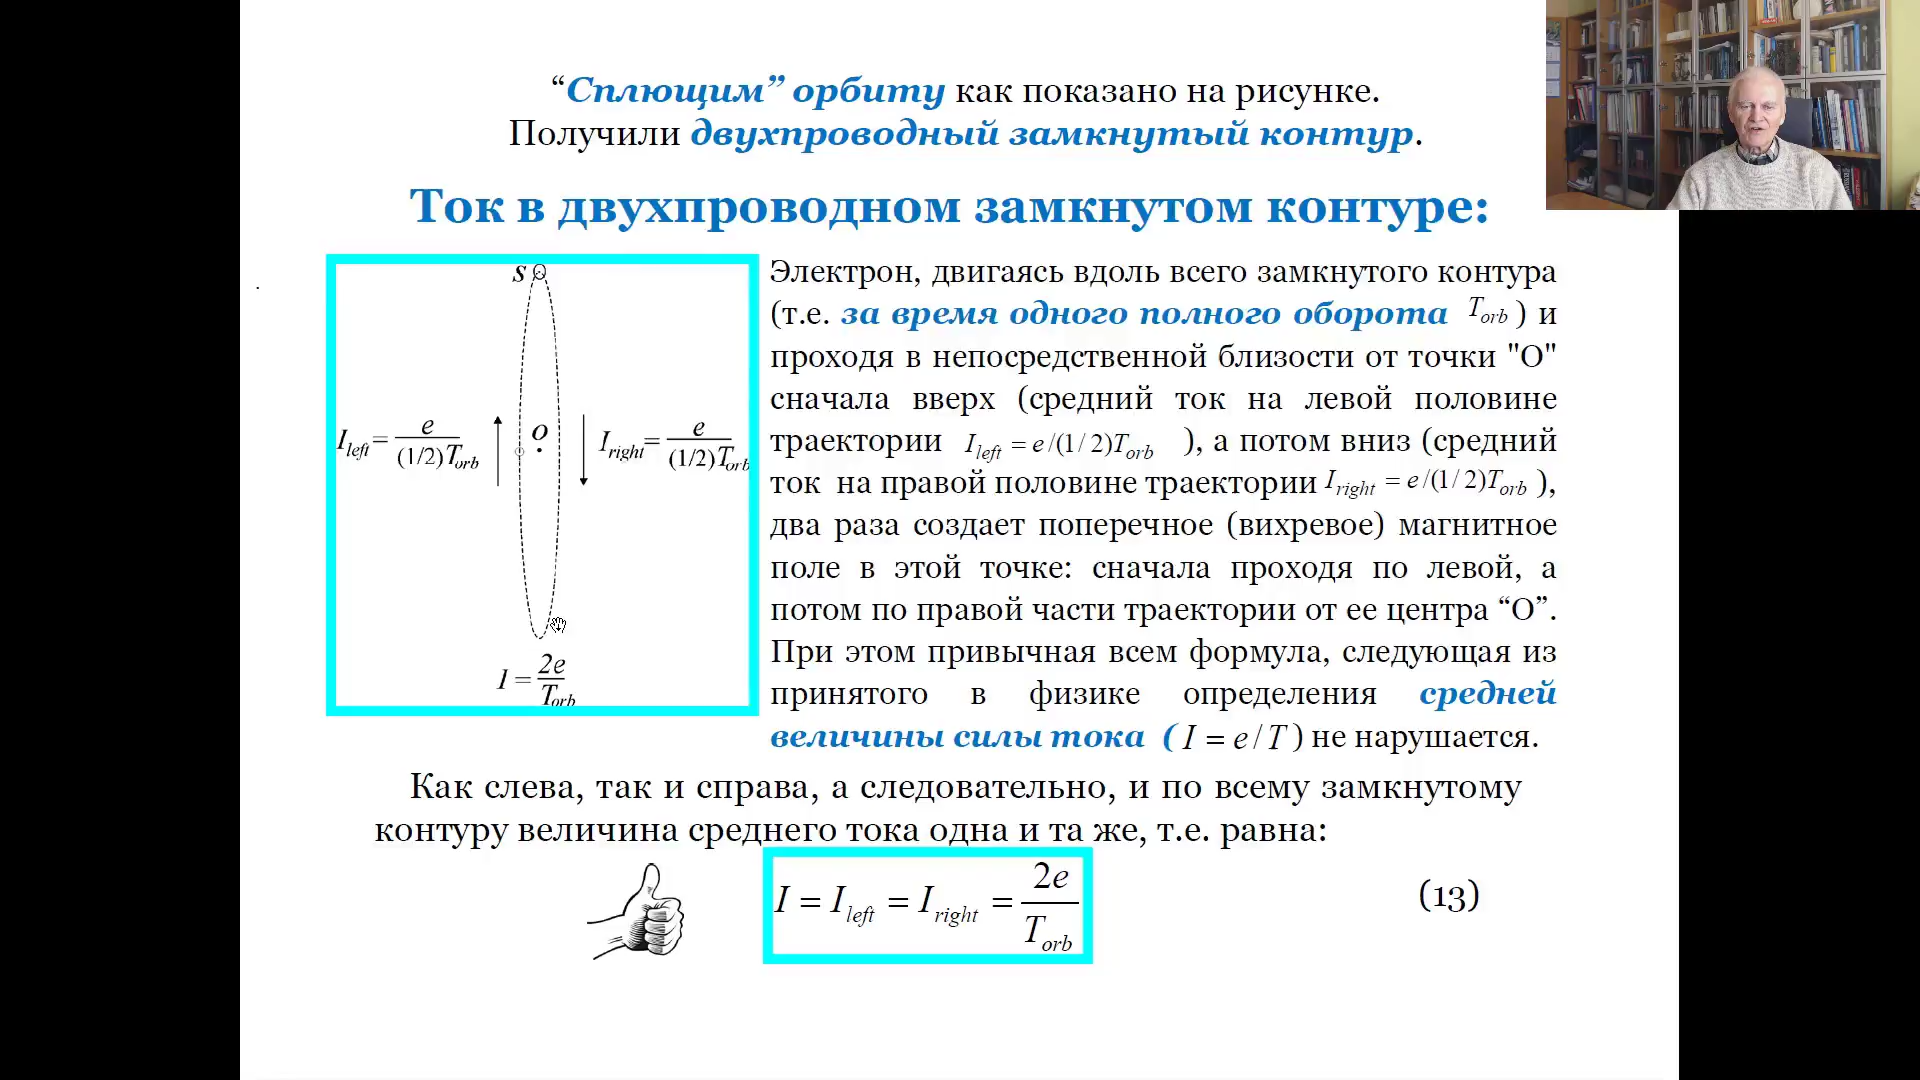 “Сплющим” орбиту как показано на рисунке.
Получили двухпроводный замкнутый контур.
Ток в двухпроводном замкнутом контуре:
S
I_left = e/(1/2)T_orb
O
I_right = e/(1/2)T_orb
I = 2e/T_orb
Электрон, двигаясь вдоль всего замкнутого контура
(т.е. за время одного полного оборота T_orb) и
проходя в непосредственной близости от точки "О"
сначала вверх (средний ток на левой половине
траектории I_left = e/(1/2)T_orb ), а потом вниз (средний
ток на правой половине траектории I_right = e/(1/2)T_orb ),
два раза создает поперечное (вихревое) магнитное
поле в этой точке: сначала проходя по левой, а
потом по правой части траектории от ее центра “О”.
При этом привычная всем формула, следующая из
принятого в физике определения средней
величины силы тока ( I = e/T ) не нарушается.
Как слева, так и справа, а следовательно, и по всему замкнутому
контуру величина среднего тока одна и та же, т.е. равна:
I = I_left = I_right = 2e/T_orb
(13)